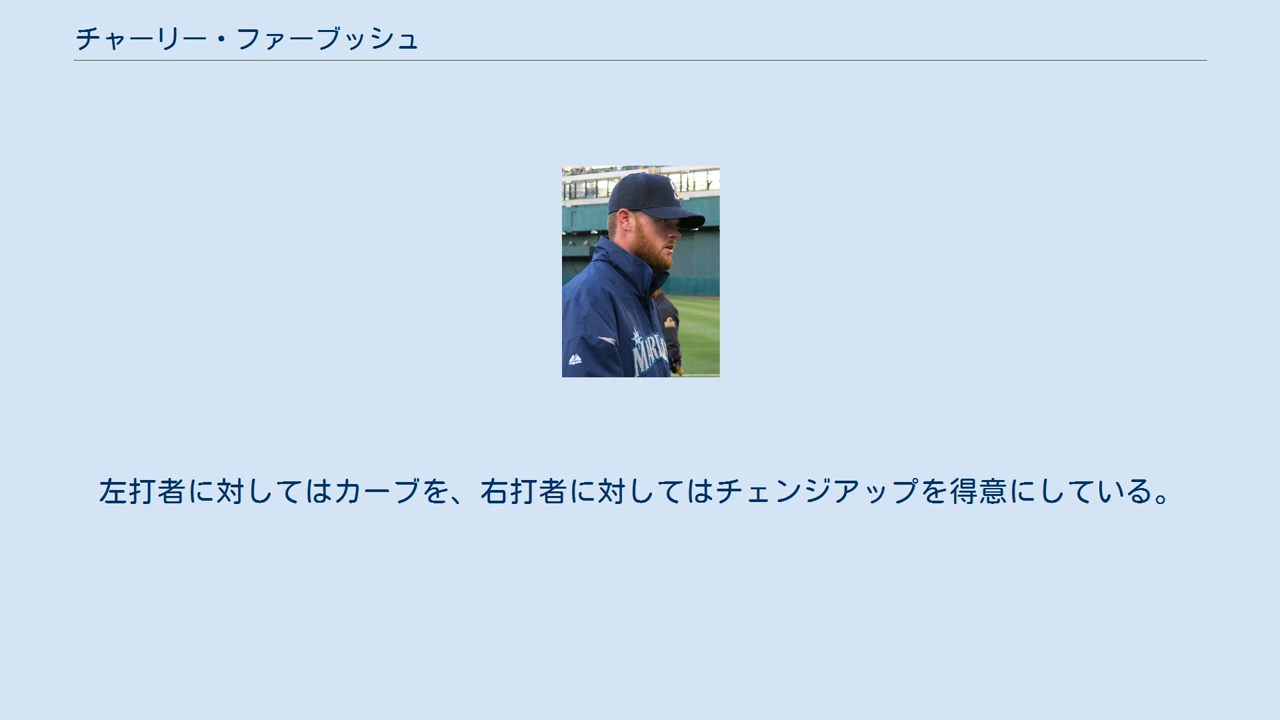 チャーリー・ファーブッシュ
左打者に対してはカーブを、右打者に対してはチェンジアップを得意にしている。